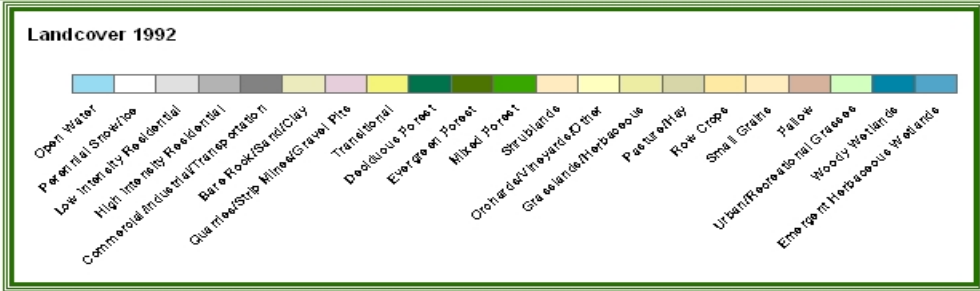 Landcover 1992
Open Water
Perennial Snow/Ice
Low Intensity Residential
High Intensity Residential
Commercial/Industrial/Transportation
Bare Rock/Sand/Clay
Quarries/Strip Mines/Gravel Pits
Transitional
Deciduous Forest
Evergreen Forest
Mixed Forest
Shrublands
Orchards/Vineyards/Other
Grasslands/Herbaceous
Pasture/Hay
Row Crops
Small Grains
Fallow
Urban/Recreational Grasses
Woody Wetlands
Emergent Herbaceous Wetlands